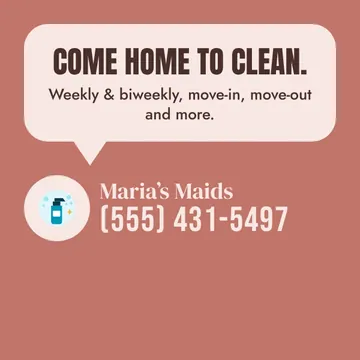 COME HOME TO CLEAN.
Weekly & biweekly, move-in, move-out
and more.
Maria's Maids
(555) 431-5497